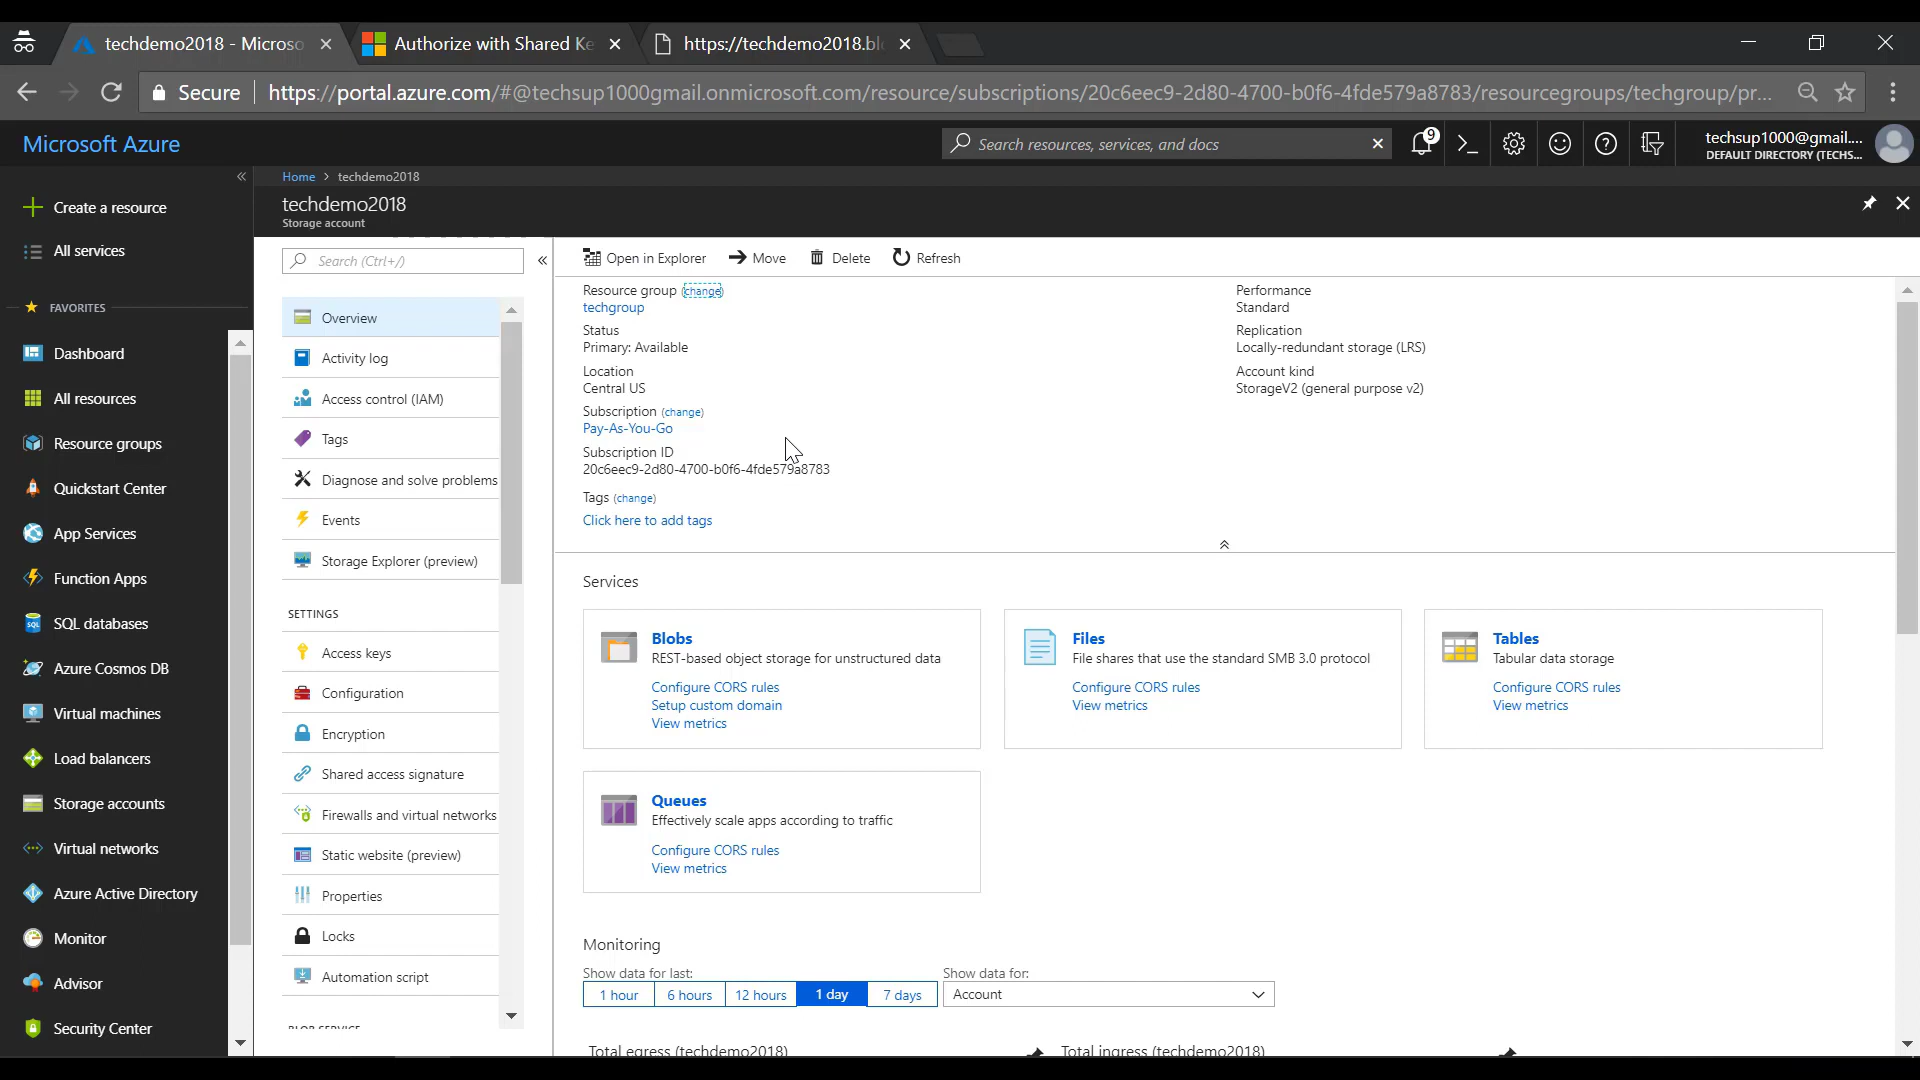 techdemo2018 - Microso
Authorize with Shared Ke
https://techdemo2018.bl
Secure
https://portal.azure.com/#@techsup1000gmail.onmicrosoft.com/resource/subscriptions/20c6eec9-2d80-4700-b0f6-4fde579a8783/resourcegroups/techgroup/pr...
Microsoft Azure
Search resources, services, and docs
9
techsup1000@gmail....
DEFAULT DIRECTORY (TECHS...
Create a resource
All services
FAVORITES
Dashboard
All resources
Resource groups
Quickstart Center
App Services
Function Apps
SQL databases
Azure Cosmos DB
Virtual machines
Load balancers
Storage accounts
Virtual networks
Azure Active Directory
Monitor
Advisor
Security Center
Home > techdemo2018
techdemo2018
Storage account
Search (Ctrl+/)
Overview
Activity log
Access control (IAM)
Tags
Diagnose and solve problems
Events
Storage Explorer (preview)
SETTINGS
Access keys
Configuration
Encryption
Shared access signature
Firewalls and virtual networks
Static website (preview)
Properties
Locks
Automation script
BLOB SERVICE
Open in Explorer
Move
Delete
Refresh
Resource group (change)
techgroup
Status
Primary: Available
Location
Central US
Subscription (change)
Pay-As-You-Go
Subscription ID
20c6eec9-2d80-4700-b0f6-4fde579a8783
Tags (change)
Click here to add tags
Performance
Standard
Replication
Locally-redundant storage (LRS)
Account kind
StorageV2 (general purpose v2)
Services
Blobs
REST-based object storage for unstructured data
Configure CORS rules
Setup custom domain
View metrics
Files
File shares that use the standard SMB 3.0 protocol
Configure CORS rules
View metrics
Tables
Tabular data storage
Configure CORS rules
View metrics
Queues
Effectively scale apps according to traffic
Configure CORS rules
View metrics
Monitoring
Show data for last:
1 hour
6 hours
12 hours
1 day
7 days
Show data for:
Account
Total egress (techdemo2018)
Total ingress (techdemo2018)